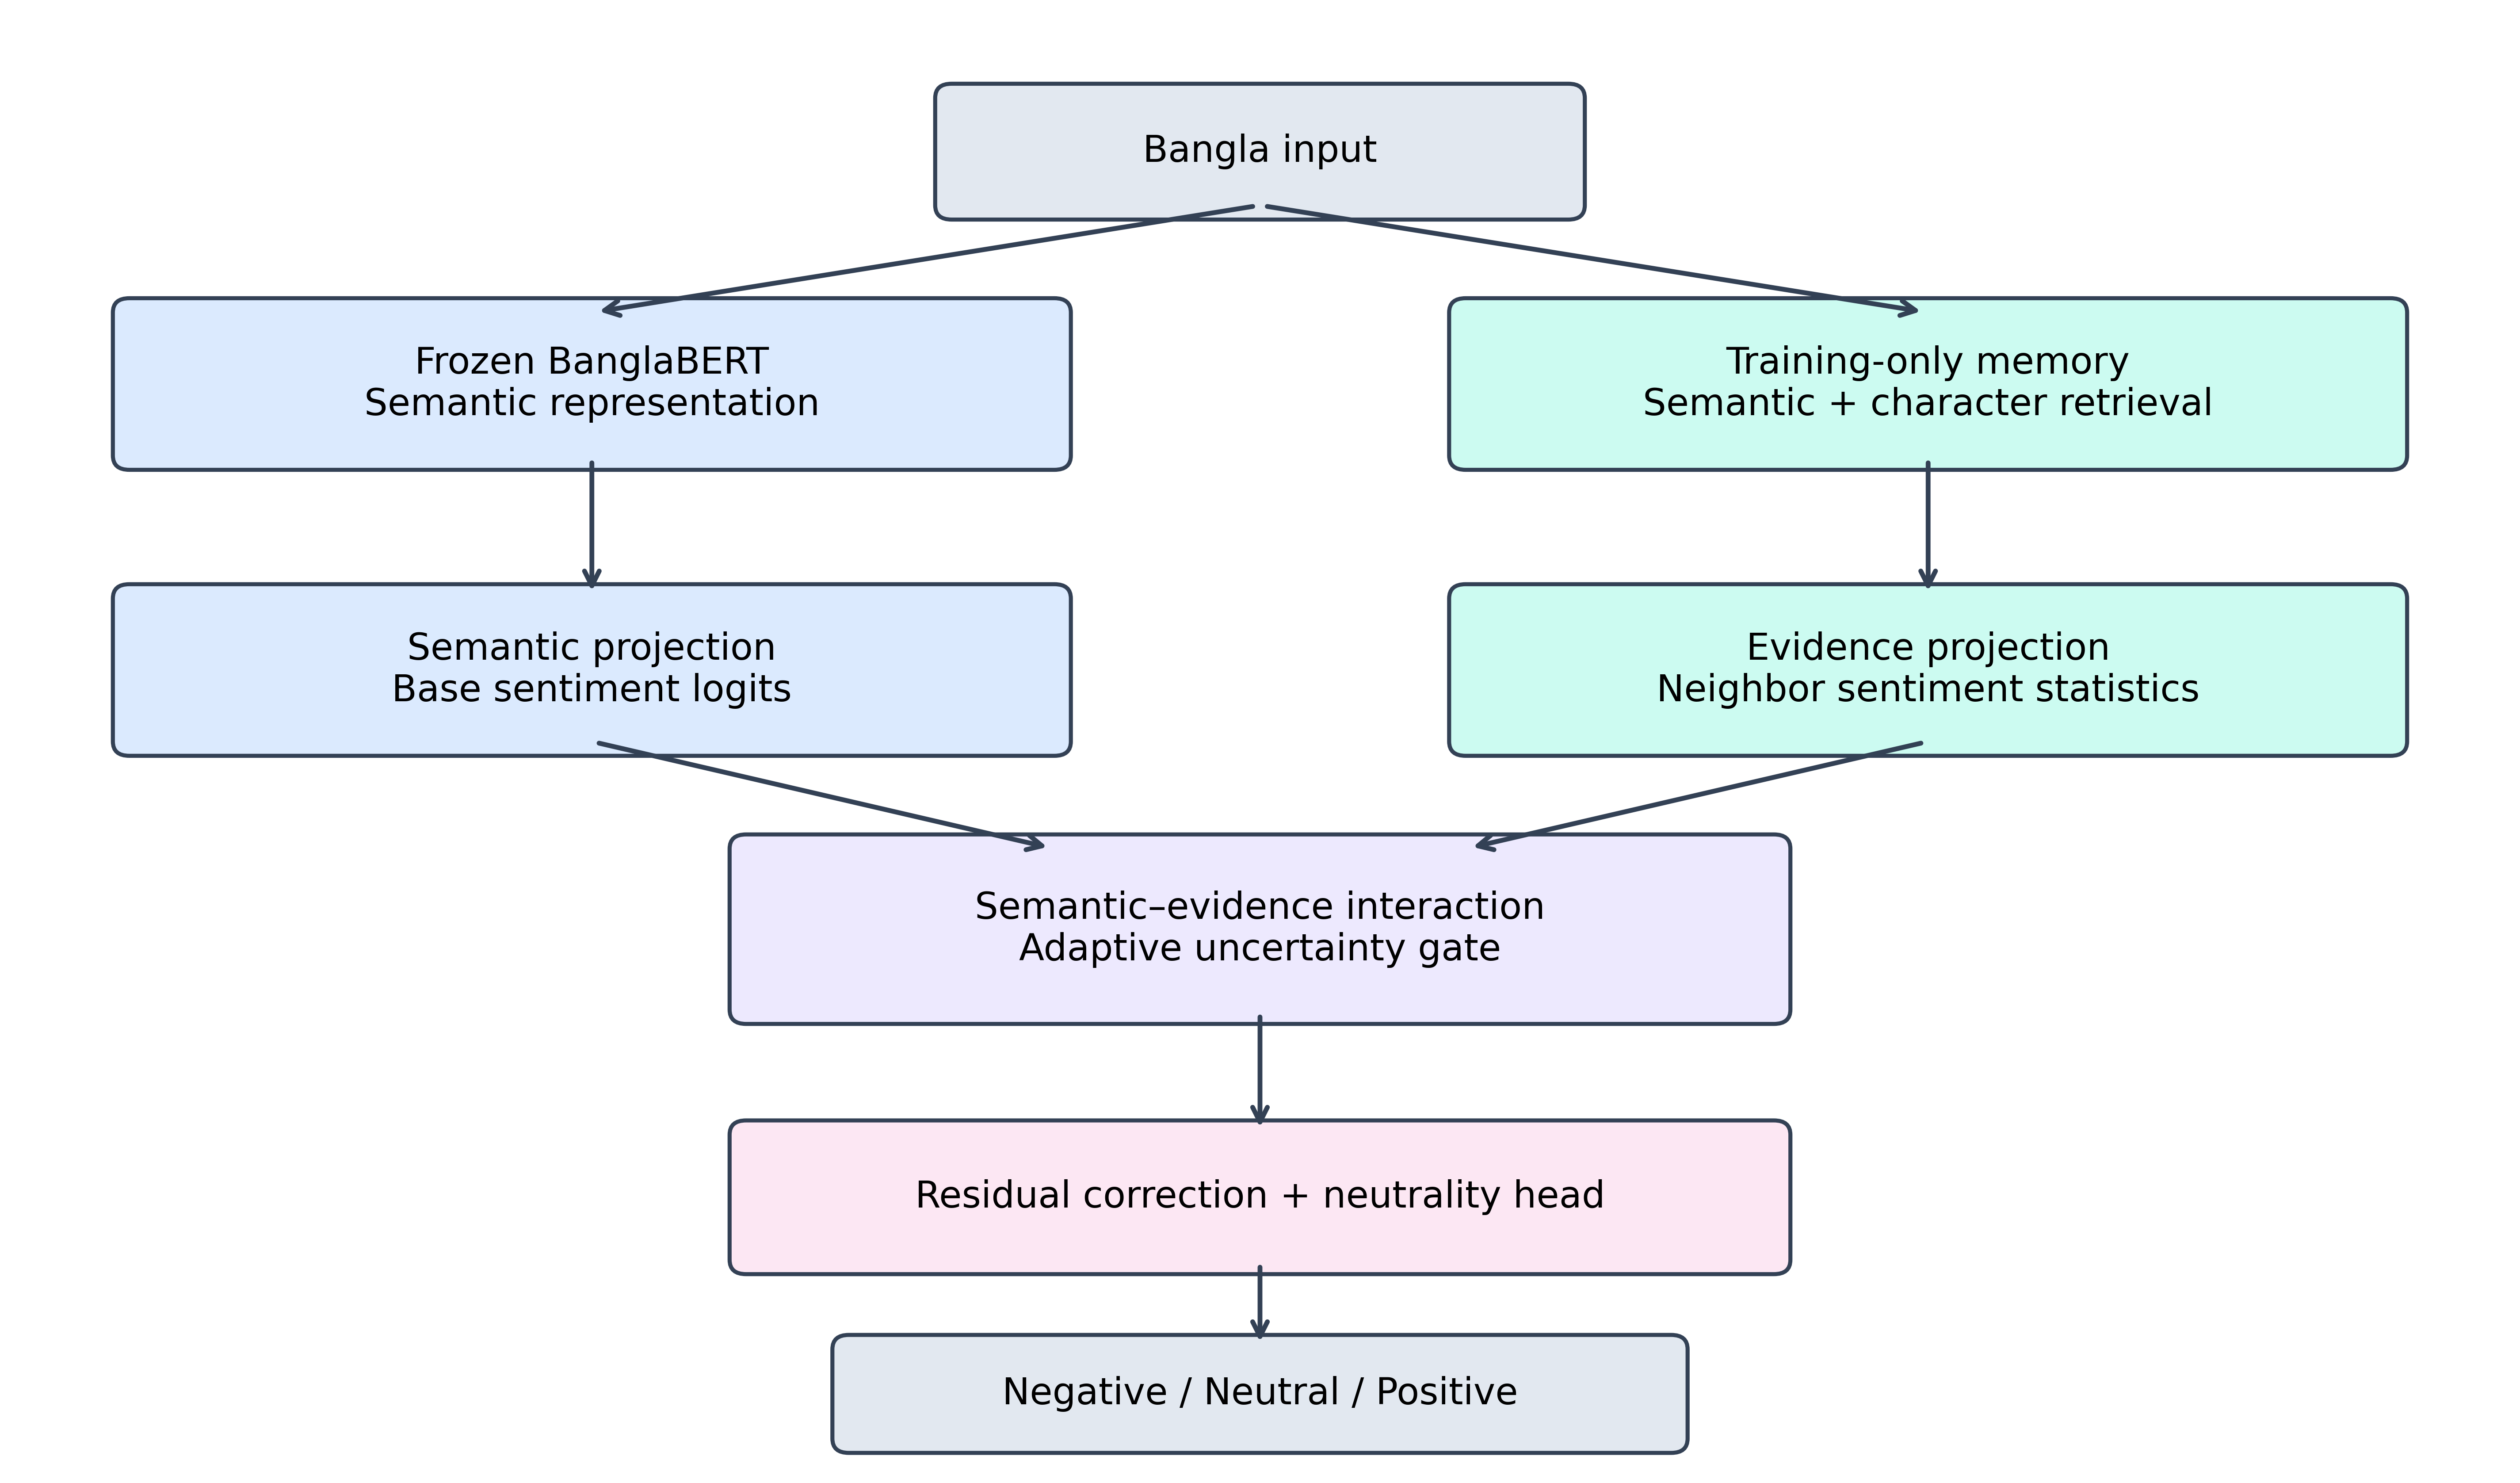 Bangla input
Frozen BanglaBERT
Semantic representation
Training-only memory
Semantic + character retrieval
Semantic projection
Base sentiment logits
Evidence projection
Neighbor sentiment statistics
Semantic–evidence interaction
Adaptive uncertainty gate
Residual correction + neutrality head
Negative / Neutral / Positive